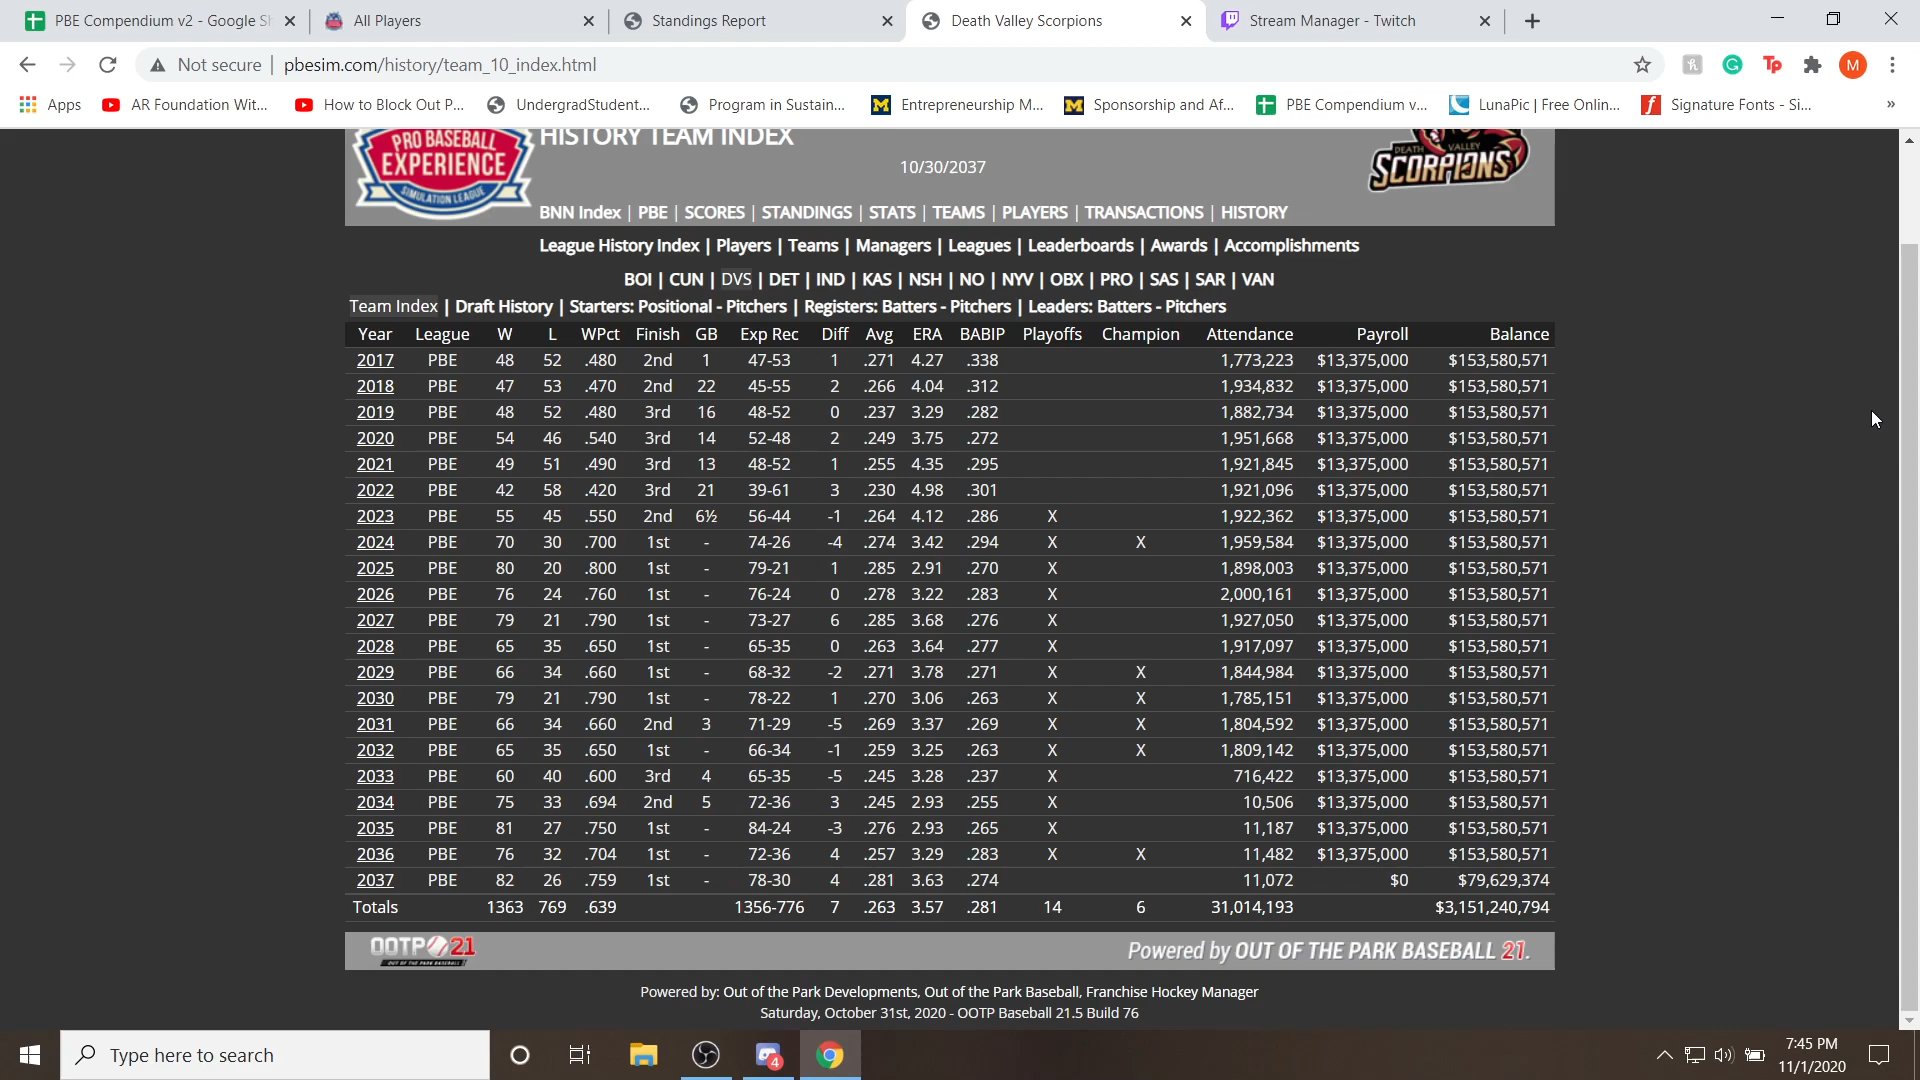 PBE Compendium v2 - Google Sh
All Players
Standings Report
Death Valley Scorpions
Stream Manager - Twitch
Not secure | pbesim.com/history/team_10_index.html
Apps AR Foundation Wit... How to Block Out P... UndergradStudent... Program in Sustain... Entrepreneurship M... Sponsorship and Af... PBE Compendium v... LunaPic | Free Onlin... Signature Fonts - Si... »
PRO BASEBALL
EXPERIENCE
SIMULATION LEAGUE
HISTORY TEAM INDEX
10/30/2037
DEATH VALLEY
SCORPIONS
BNN Index | PBE | SCORES | STANDINGS | STATS | TEAMS | PLAYERS | TRANSACTIONS | HISTORY
League History Index | Players | Teams | Managers | Leagues | Leaderboards | Awards | Accomplishments
BOI | CUN | DVS | DET | IND | KAS | NSH | NO | NYV | OBX | PRO | SAS | SAR | VAN
Team Index | Draft History | Starters: Positional - Pitchers | Registers: Batters - Pitchers | Leaders: Batters - Pitchers
Year League W L WPct Finish GB Exp Rec Diff Avg ERA BABIP Playoffs Champion Attendance Payroll Balance
2017 PBE 48 52 .480 2nd 1 47-53 1 .271 4.27 .338 1,773,223 $13,375,000 $153,580,571
2018 PBE 47 53 .470 2nd 22 45-55 2 .266 4.04 .312 1,934,832 $13,375,000 $153,580,571
2019 PBE 48 52 .480 3rd 16 48-52 0 .237 3.29 .282 1,882,734 $13,375,000 $153,580,571
2020 PBE 54 46 .540 3rd 14 52-48 2 .249 3.75 .272 1,951,668 $13,375,000 $153,580,571
2021 PBE 49 51 .490 3rd 13 48-52 1 .255 4.35 .295 1,921,845 $13,375,000 $153,580,571
2022 PBE 42 58 .420 3rd 21 39-61 3 .230 4.98 .301 1,921,096 $13,375,000 $153,580,571
2023 PBE 55 45 .550 2nd 6½ 56-44 -1 .264 4.12 .286 X 1,922,362 $13,375,000 $153,580,571
2024 PBE 70 30 .700 1st - 74-26 -4 .274 3.42 .294 X X 1,959,584 $13,375,000 $153,580,571
2025 PBE 80 20 .800 1st - 79-21 1 .285 2.91 .270 X 1,898,003 $13,375,000 $153,580,571
2026 PBE 76 24 .760 1st - 76-24 0 .278 3.22 .283 X 2,000,161 $13,375,000 $153,580,571
2027 PBE 79 21 .790 1st - 73-27 6 .285 3.68 .276 X 1,927,050 $13,375,000 $153,580,571
2028 PBE 65 35 .650 1st - 65-35 0 .263 3.64 .277 X 1,917,097 $13,375,000 $153,580,571
2029 PBE 66 34 .660 1st - 68-32 -2 .271 3.78 .271 X X 1,844,984 $13,375,000 $153,580,571
2030 PBE 79 21 .790 1st - 78-22 1 .270 3.06 .263 X X 1,785,151 $13,375,000 $153,580,571
2031 PBE 66 34 .660 2nd 3 71-29 -5 .269 3.37 .269 X X 1,804,592 $13,375,000 $153,580,571
2032 PBE 65 35 .650 1st - 66-34 -1 .259 3.25 .263 X X 1,809,142 $13,375,000 $153,580,571
2033 PBE 60 40 .600 3rd 4 65-35 -5 .245 3.28 .237 X 716,422 $13,375,000 $153,580,571
2034 PBE 75 33 .694 2nd 5 72-36 3 .245 2.93 .255 X 10,506 $13,375,000 $153,580,571
2035 PBE 81 27 .750 1st - 84-24 -3 .276 2.93 .265 X 11,187 $13,375,000 $153,580,571
2036 PBE 76 32 .704 1st - 72-36 4 .257 3.29 .283 X X 11,482 $13,375,000 $153,580,571
2037 PBE 82 26 .759 1st - 78-30 4 .281 3.63 .274 11,072 $0 $79,629,374
Totals 1363 769 .639 1356-776 7 .263 3.57 .281 14 6 31,014,193 $3,151,240,794
OOTP 21
OUT OF THE PARK BASEBALL
Powered by OUT OF THE PARK BASEBALL 21.
Powered by: Out of the Park Developments, Out of the Park Baseball, Franchise Hockey Manager
Saturday, October 31st, 2020 - OOTP Baseball 21.5 Build 76
Type here to search
4
7:45 PM
11/1/2020